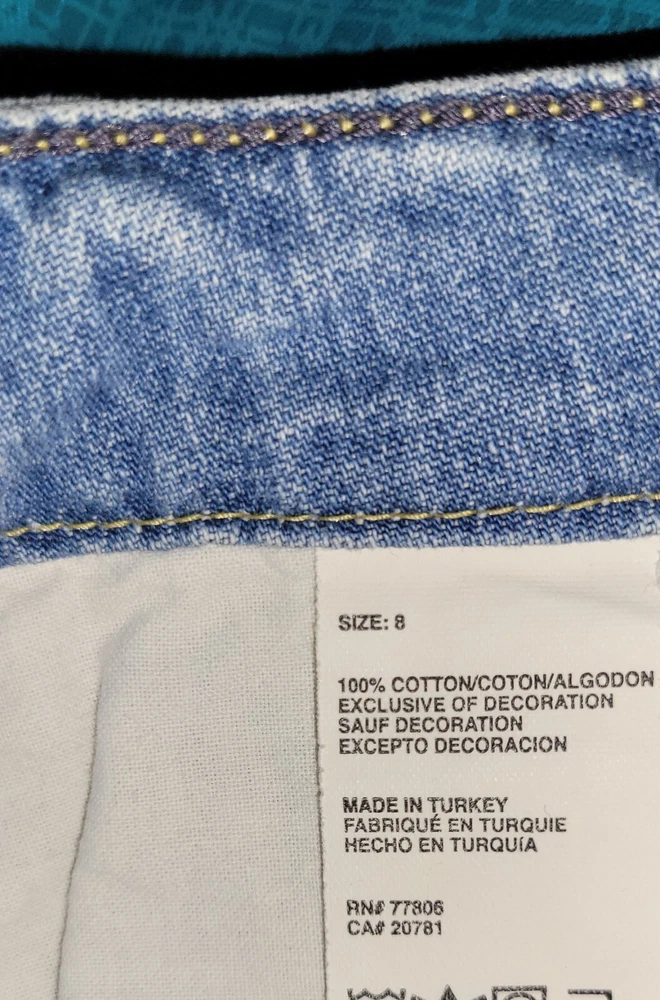 SIZE: 8
100% COTTON/COTON/ALGODON
EXCLUSIVE OF DECORATION
SAUF DECORATION
EXCEPTO DECORACION
MADE IN TURKEY
FABRIQUÉ EN TURQUIE
HECHO EN TURQUÍA
RN# 77806
CA# 20781